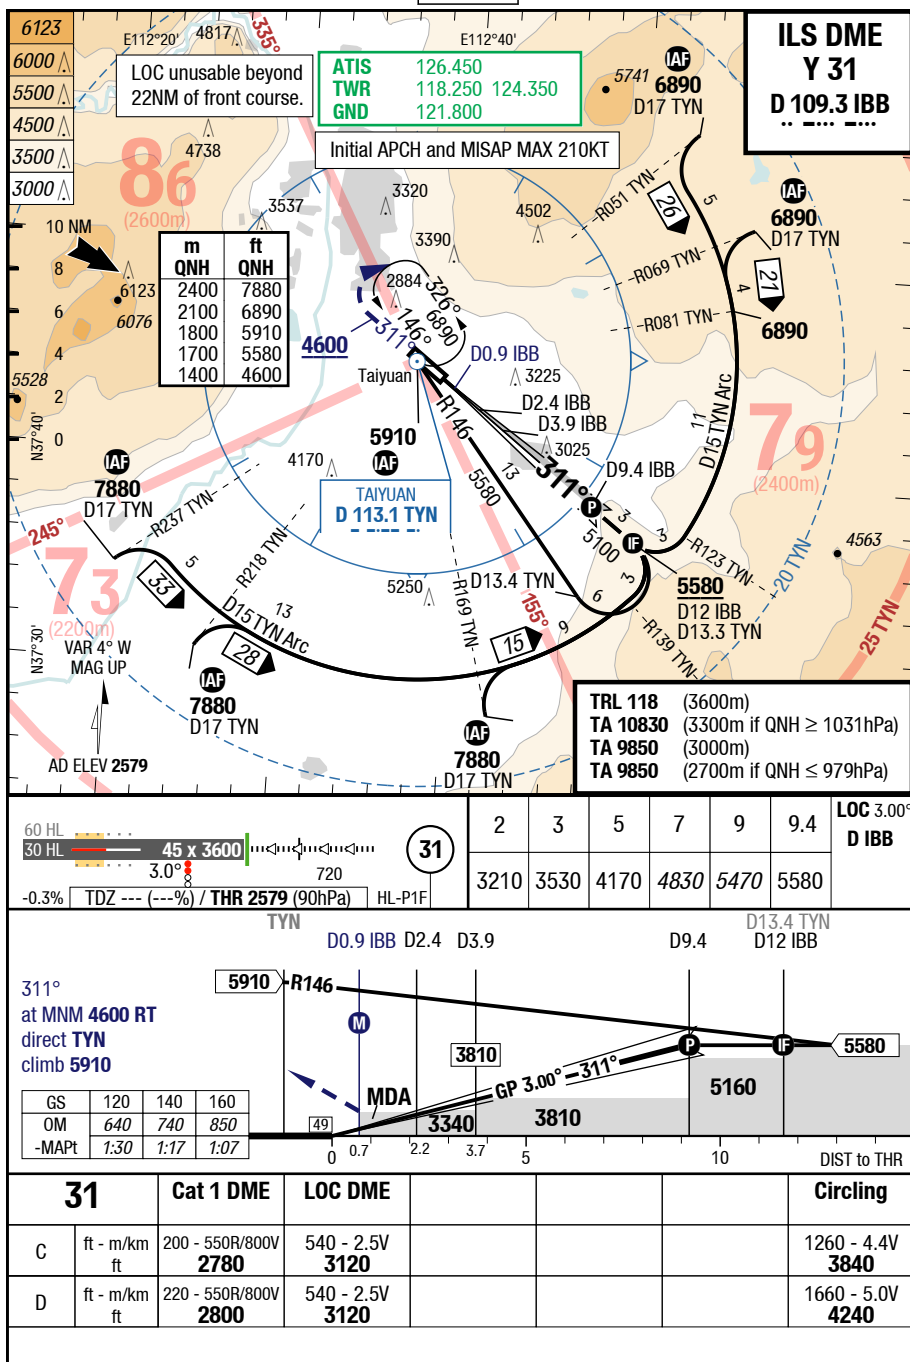 6123
6000
5500
4500
3500
3000
E112°20'
4817
335°
E112°40'
LOC unusable beyond
22NM of front course.
ATIS 126.450
TWR 118.250 124.350
GND 121.800
Initial APCH and MISAP MAX 210KT
IAF
5741
6890
D17 TYN
ILS DME
Y 31
D 109.3 IBB
4738
86
(2600m)
3537
3320
3390
4502
R051 TYN
26
5
IAF
6890
D17 TYN
R069 TYN
21
4
R081 TYN
6890
10 NM
8
6
4
2
0
6123
6076
5528
N37°40'
m ft
QNH QNH
2400 7880
2100 6890
1800 5910
1700 5580
1400 4600
2884
326°
6890
146°
311°
4600
Taiyuan
D0.9 IBB
3225
D2.4 IBB
D3.9 IBB
3025
R146
5580
13
311°
D9.4 IBB
P
7
3
5100
IF
2
11
D15 TYN Arc
79
(2400m)
5910
IAF
TAIYUAN
D 113.1 TYN
4170
IAF
7880
D17 TYN
245°
R237 TYN
5
33
R218 TYN
73
(2200m)
D15 TYN Arc
13
28
5250
R169 TYN
D13.4 TYN
155°
6
3
9
15
R123 TYN
20 TYN
4563
5580
D12 IBB
D13.3 TYN
R139 TYN
25 TYN
N37°30'
VAR 4° W
MAG UP
AD ELEV 2579
IAF
7880
D17 TYN
IAF
7880
D17 TYN
TRL 118 (3600m)
TA 10830 (3300m if QNH ≥ 1031hPa)
TA 9850 (3000m)
TA 9850 (2700m if QNH ≤ 979hPa)
60 HL
30 HL
45 x 3600
3.0°
720
-0.3%
TDZ --- (---%) / THR 2579 (90hPa)
HL-P1F
31
2 3 5 7 9 9.4 LOC 3.00°
D IBB
3210 3530 4170 4830 5470 5580
TYN
D0.9 IBB D2.4 D3.9 D9.4 D13.4 TYN
D12 IBB
5910 R146
311°
at MNM 4600 RT
direct TYN
climb 5910
M
3810
P
IF
5580
GP 3.00° 311°
5160
MDA
3340
3810
49
GS 120 140 160
OM 640 740 850
-MAPt 1:30 1:17 1:07
0 0.7 2.2 3.7 5 10 DIST to THR
31 Cat 1 DME LOC DME Circling
C ft - m/km 200 - 550R/800V 540 - 2.5V 1260 - 4.4V
ft 2780 3120 3840
D ft - m/km 220 - 550R/800V 540 - 2.5V 1660 - 5.0V
ft 2800 3120 4240